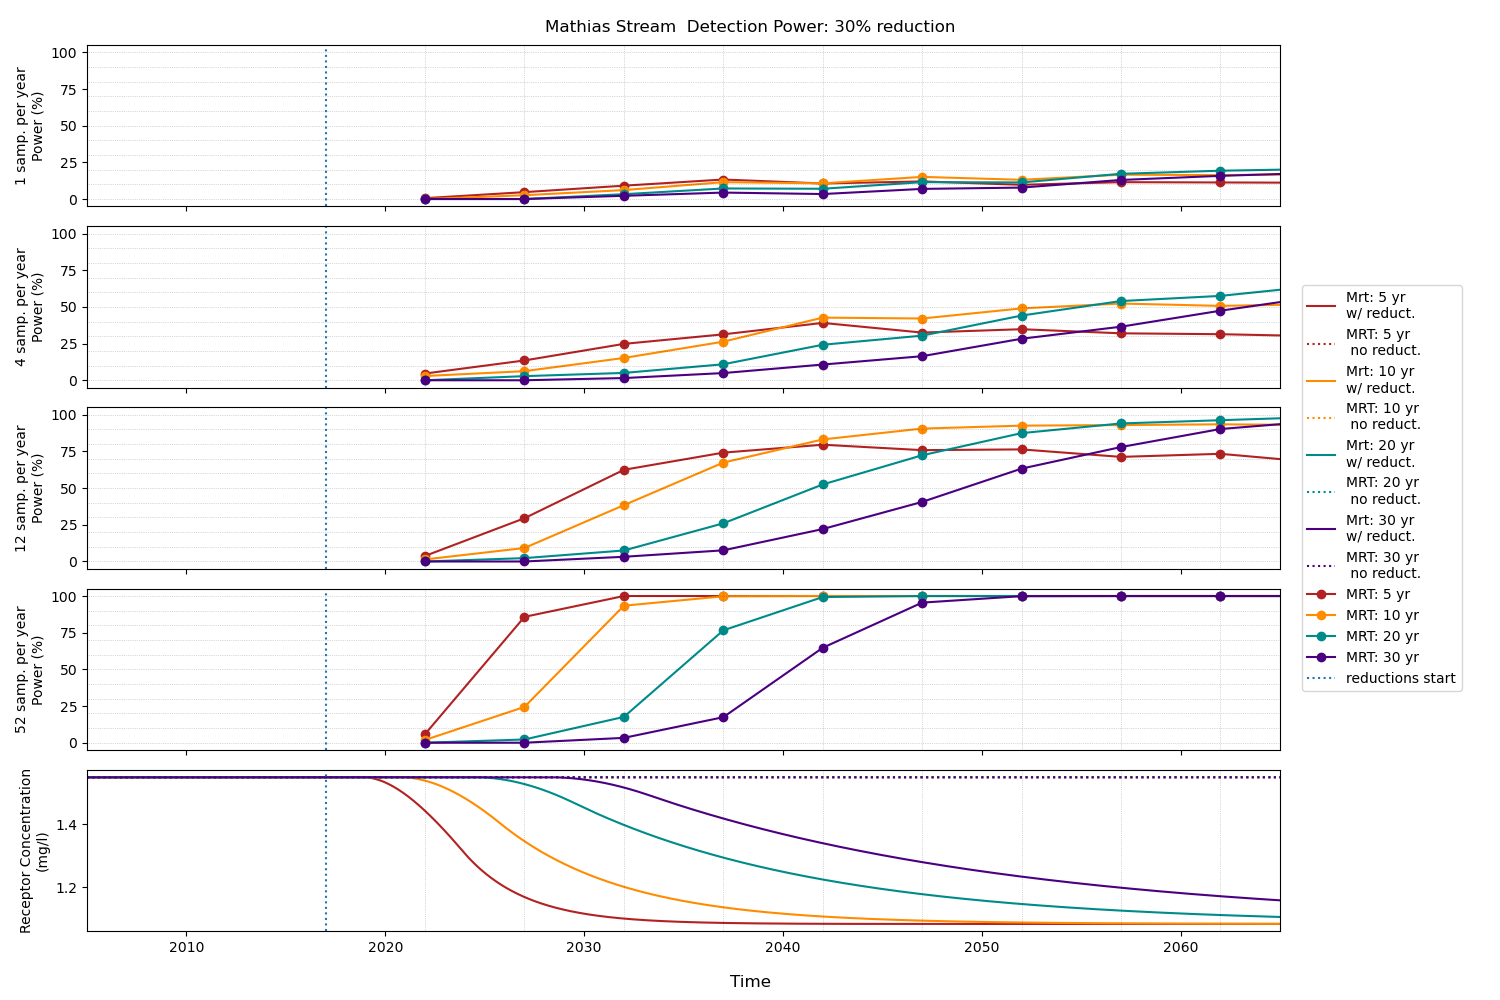 Mathias Stream  Detection Power: 30% reduction
1 samp. per year
Power (%)
100
75
50
25
0
4 samp. per year
Power (%)
100
75
50
25
0
12 samp. per year
Power (%)
100
75
50
25
0
52 samp. per year
Power (%)
100
75
50
25
0
Receptor Concentration
(mg/l)
1.4
1.2
2010
2020
2030
2040
2050
2060
Time
Mrt: 5 yr
w/ reduct.
MRT: 5 yr
no reduct.
Mrt: 10 yr
w/ reduct.
MRT: 10 yr
no reduct.
Mrt: 20 yr
w/ reduct.
MRT: 20 yr
no reduct.
Mrt: 30 yr
w/ reduct.
MRT: 30 yr
no reduct.
MRT: 5 yr
MRT: 10 yr
MRT: 20 yr
MRT: 30 yr
reductions start